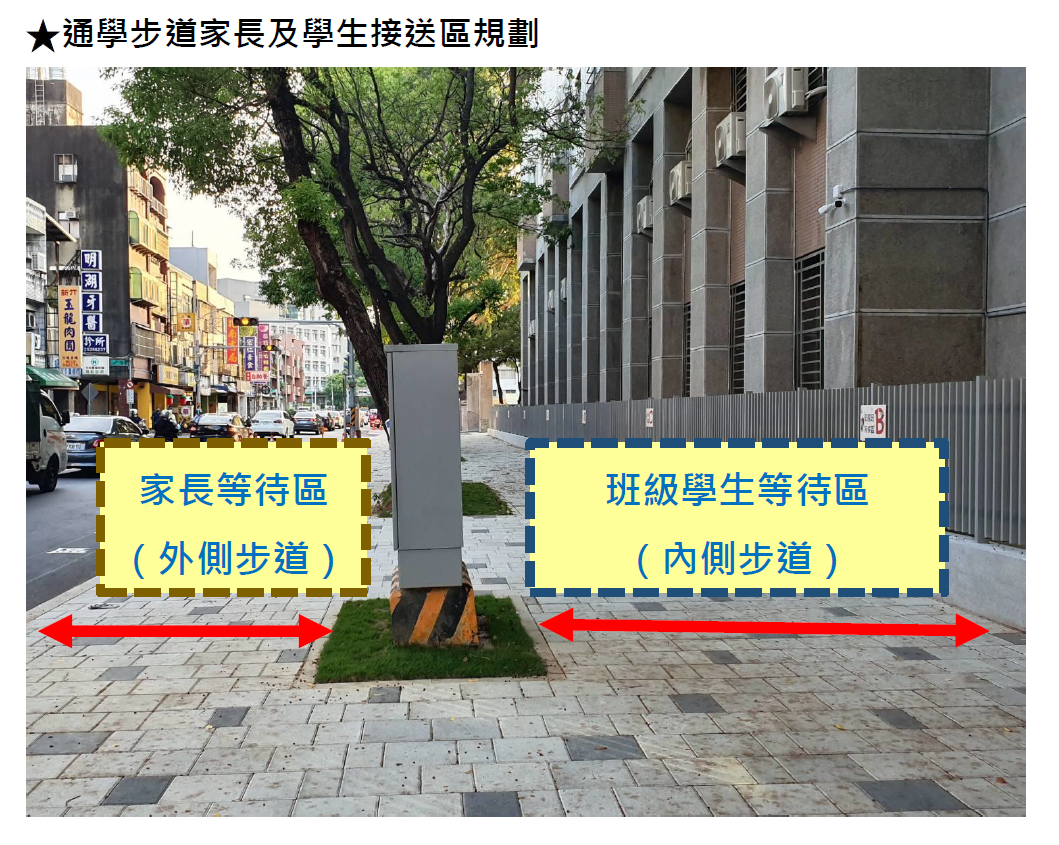 ★通學步道家長及學生接送區規劃
明湖牙醫診所
玉龍肉圓
家長等待區
（外側步道）
班級學生等待區
（內側步道）
B